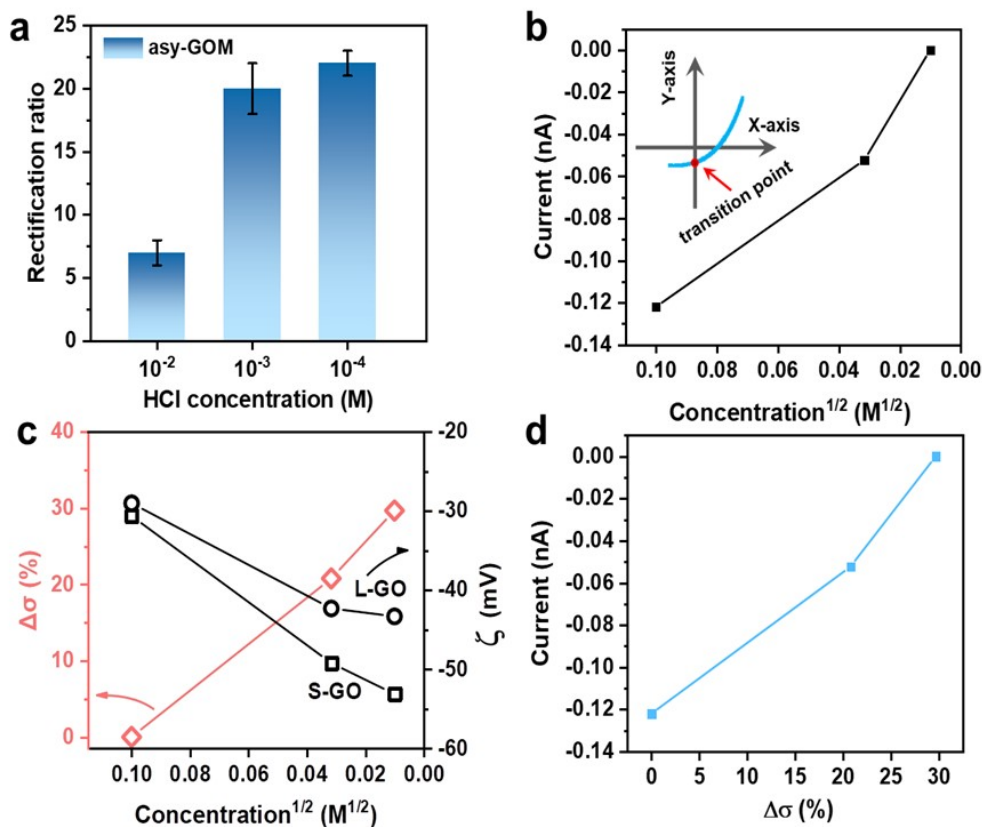 a
asy-GOM
Rectification ratio
25
20
15
10
5
0
10-2
10-3
10-4
HCl concentration (M)
b
Current (nA)
0.00
-0.02
-0.04
-0.06
-0.08
-0.10
-0.12
-0.14
Y-axis
X-axis
transition point
0.10
0.08
0.06
0.04
0.02
0.00
Concentration1/2 (M1/2)
c
Δσ (%)
40
30
20
10
0
L-GO
S-GO
-20
-30
-40
-50
-60
ζ (mV)
0.10
0.08
0.06
0.04
0.02
0.00
Concentration1/2 (M1/2)
d
Current (nA)
0.00
-0.02
-0.04
-0.06
-0.08
-0.10
-0.12
-0.14
0
5
10
15
20
25
30
Δσ (%)